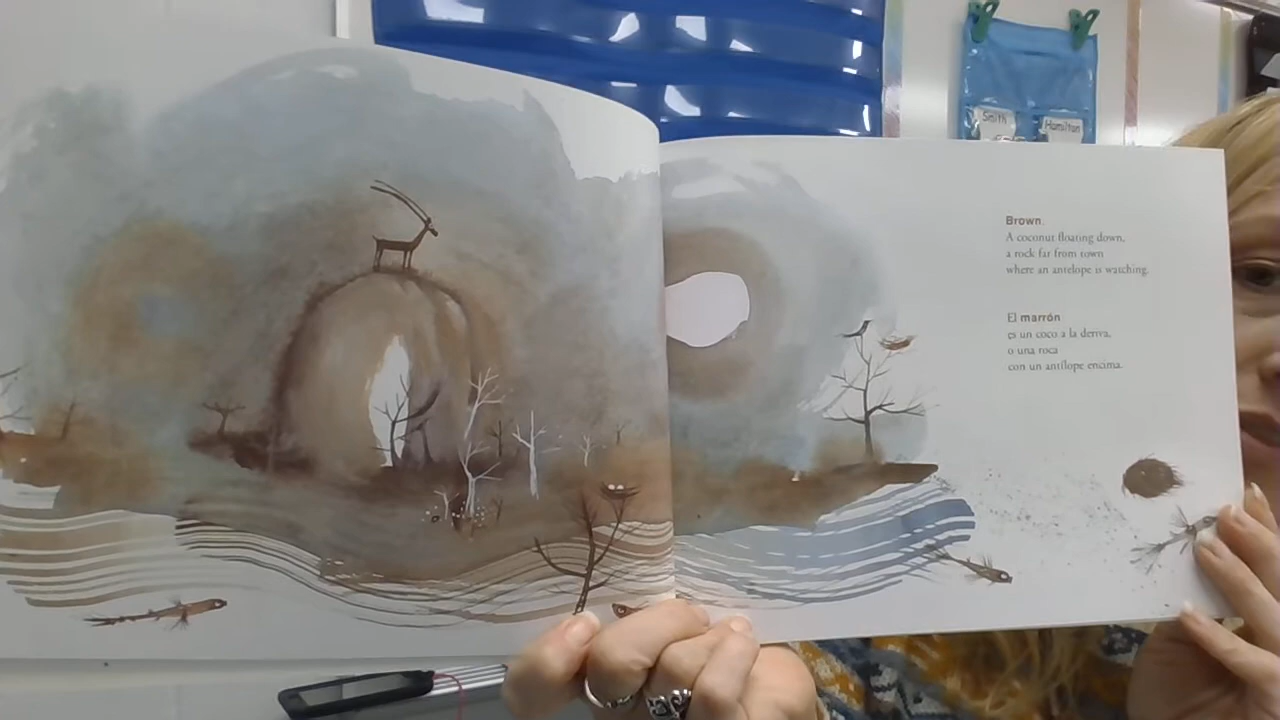 Smith
Hamilton
Brown.
A coconut floating down,
a rock far from town
where an antelope is watching.
El marrón
es un coco a la deriva,
o una roca
con un antílope encima.